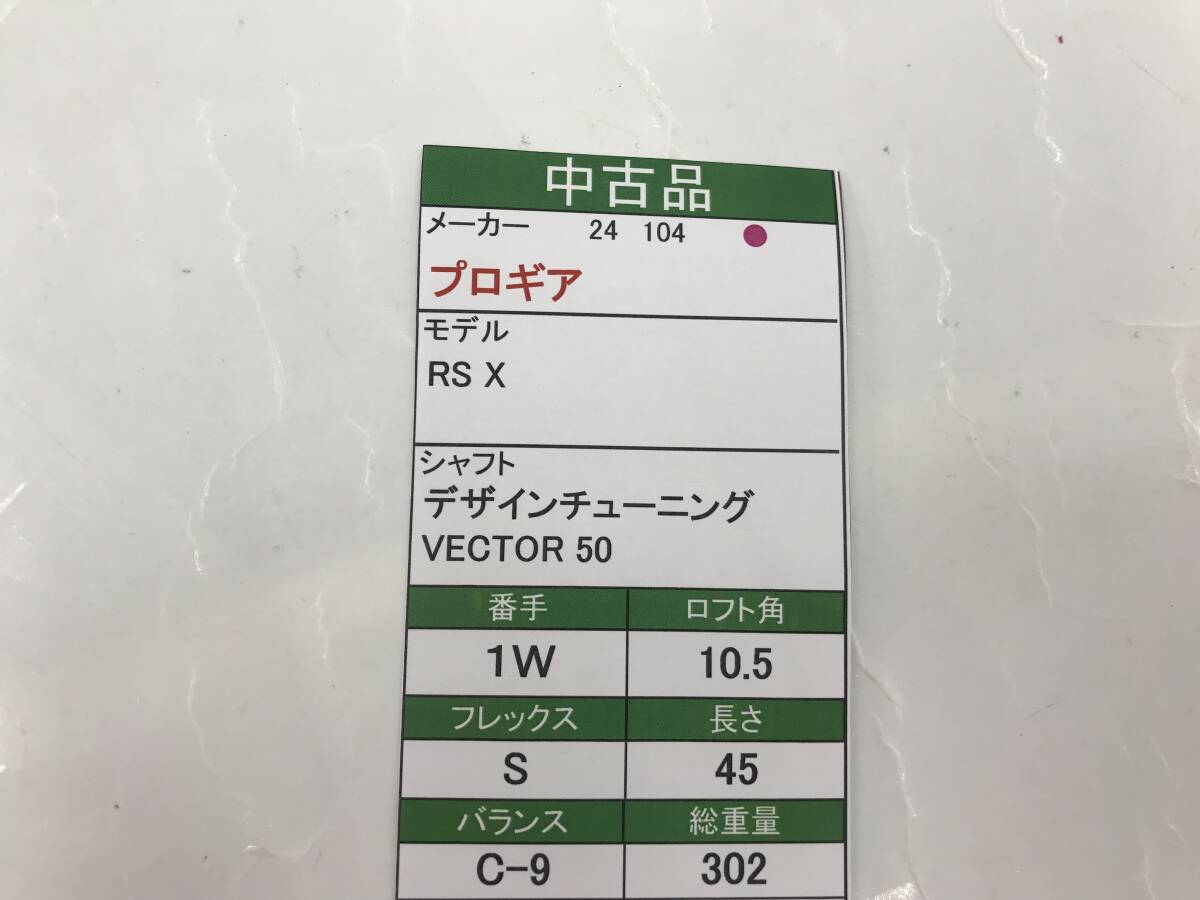 中古品
メーカー 24 104
プロギア
モデル
RS X
シャフト
デザインチューニング
VECTOR 50
番手 ロフト角
1W 10.5
フレックス 長さ
S 45
バランス 総重量
C-9 302